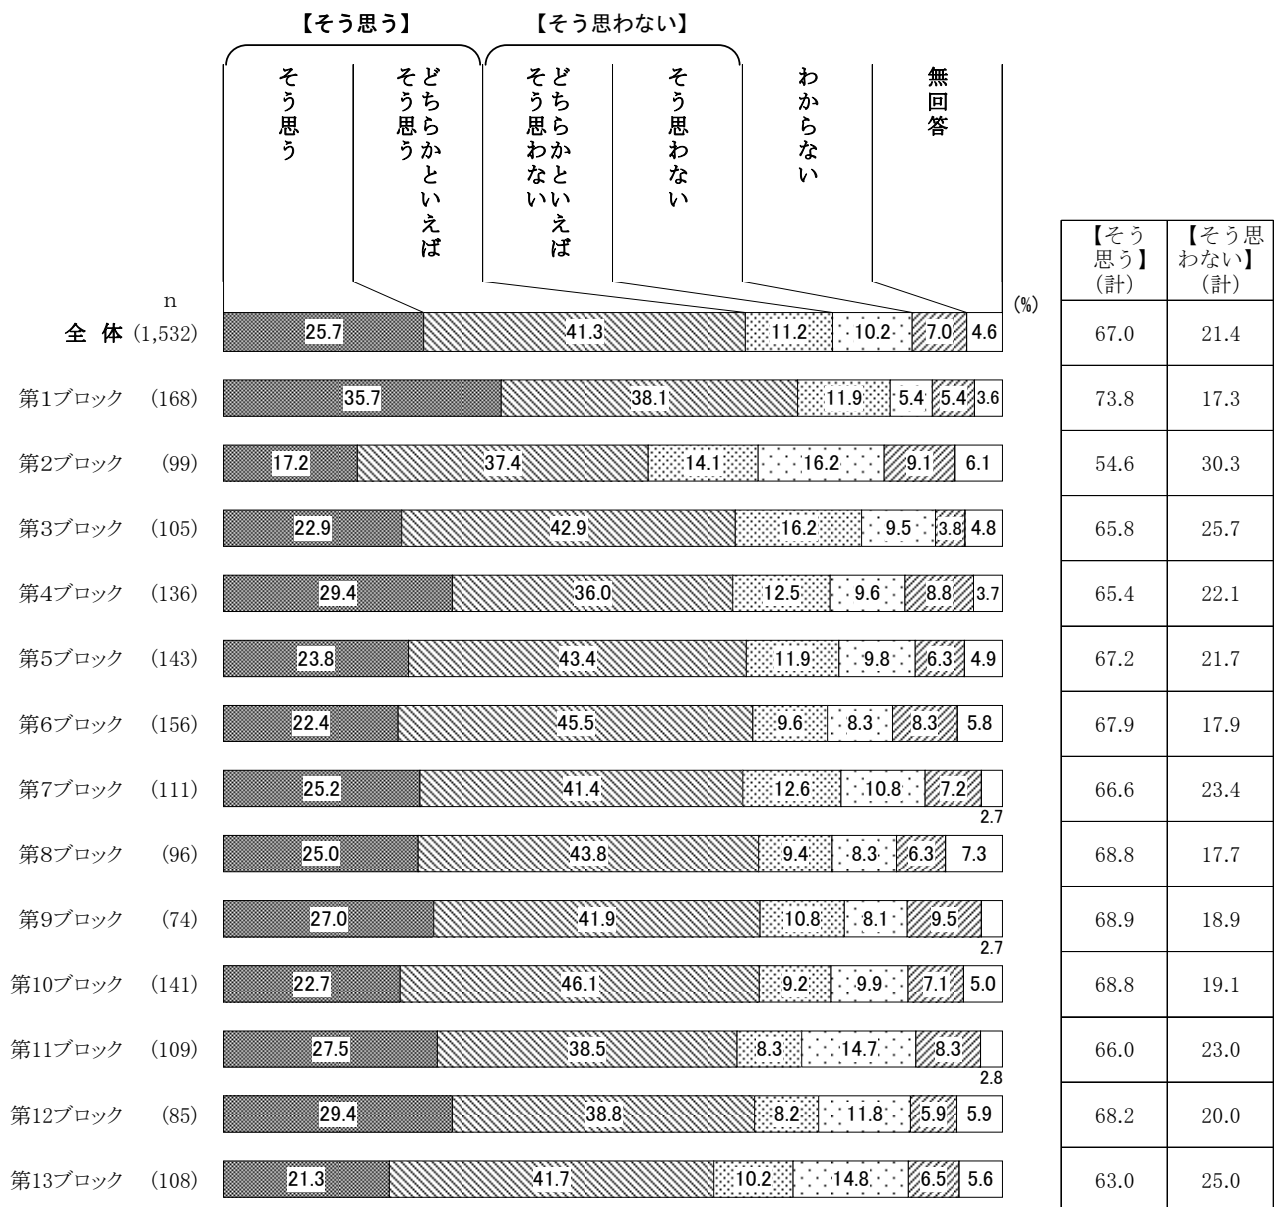 【そう思う】 【そう思わない】
そう思う
どちらかといえば
そう思う
どちらかといえば
そう思わない
そう思わない
わからない
無回答
【そう
思う】
(計)
【そう思
わない】
(計)
n
(%)
全 体 (1,532) 25.7 41.3 11.2 10.2 7.0 4.6 67.0 21.4
第1ブロック (168) 35.7 38.1 11.9 5.4 5.4 3.6 73.8 17.3
第2ブロック (99) 17.2 37.4 14.1 16.2 9.1 6.1 54.6 30.3
第3ブロック (105) 22.9 42.9 16.2 9.5 3.8 4.8 65.8 25.7
第4ブロック (136) 29.4 36.0 12.5 9.6 8.8 3.7 65.4 22.1
第5ブロック (143) 23.8 43.4 11.9 9.8 6.3 4.9 67.2 21.7
第6ブロック (156) 22.4 45.5 9.6 8.3 8.3 5.8 67.9 17.9
第7ブロック (111) 25.2 41.4 12.6 10.8 7.2 2.7 66.6 23.4
第8ブロック (96) 25.0 43.8 9.4 8.3 6.3 7.3 68.8 17.7
第9ブロック (74) 27.0 41.9 10.8 8.1 9.5 2.7 68.9 18.9
第10ブロック (141) 22.7 46.1 9.2 9.9 7.1 5.0 68.8 19.1
第11ブロック (109) 27.5 38.5 8.3 14.7 8.3 2.8 66.0 23.0
第12ブロック (85) 29.4 38.8 8.2 11.8 5.9 5.9 68.2 20.0
第13ブロック (108) 21.3 41.7 10.2 14.8 6.5 5.6 63.0 25.0